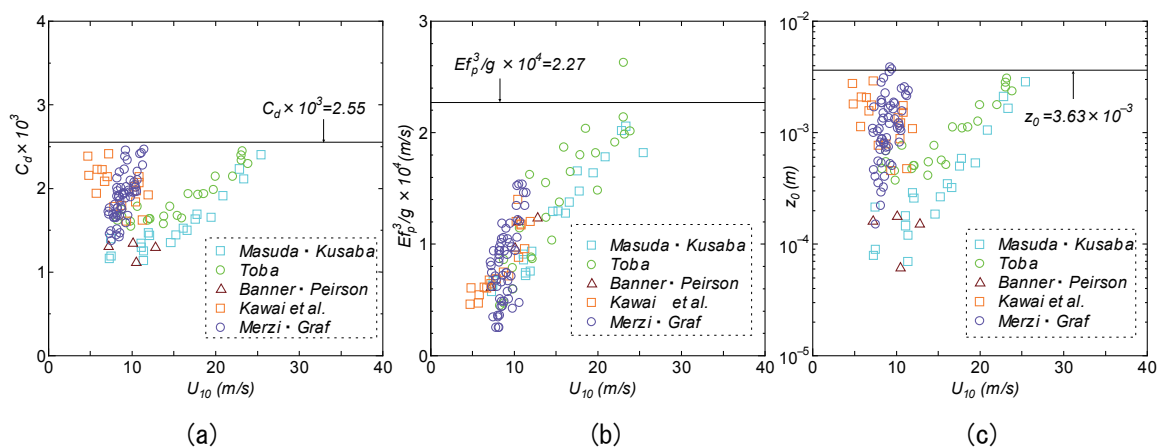 4
3
2
1
0
0 10 20 30 40
C_d × 10^3
U_10 (m/s)
C_d × 10^3=2.55
Masuda・Kusaba
Toba
Banner・Peirson
Kawai et al.
Merzi・Graf
(a)
3
2
1
0
0 10 20 30 40
Ef_p^3/g × 10^4 (m/s)
U_10 (m/s)
Ef_p^3/g × 10^4=2.27
Masuda・Kusaba
Toba
Banner・Peirson
Kawai et al.
Merzi・Graf
(b)
10^−2
10^−3
10^−4
10^−5
0 10 20 30 40
z_0 (m)
U_10 (m/s)
z_0 =3.63× 10^−3
Masuda・Kusaba
Toba
Banner・Peirson
Kawai et al.
Merzi・Graf
(c)